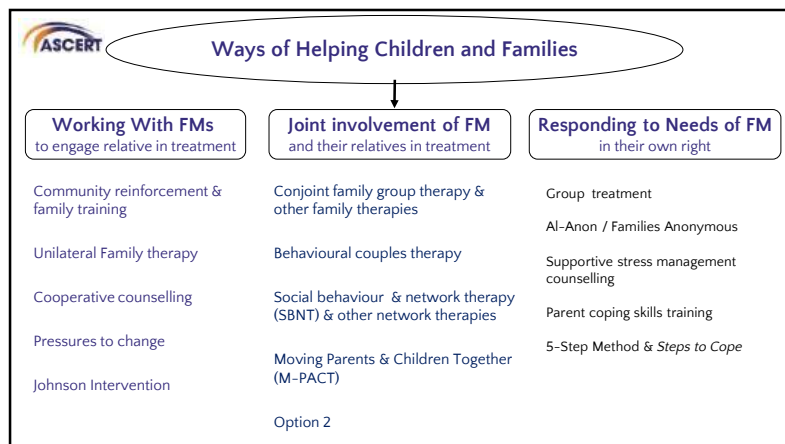 ASCERT
Ways of Helping Children and Families
Working With FMs
to engage relative in treatment
Community reinforcement &
family training
Unilateral Family therapy
Cooperative counselling
Pressures to change
Johnson Intervention
Joint involvement of FM
and their relatives in treatment
Conjoint family group therapy &
other family therapies
Behavioural couples therapy
Social behaviour & network therapy
(SBNT) & other network therapies
Moving Parents & Children Together
(M-PACT)
Option 2
Responding to Needs of FM
in their own right
Group treatment
Al-Anon / Families Anonymous
Supportive stress management
counselling
Parent coping skills training
5-Step Method & Steps to Cope